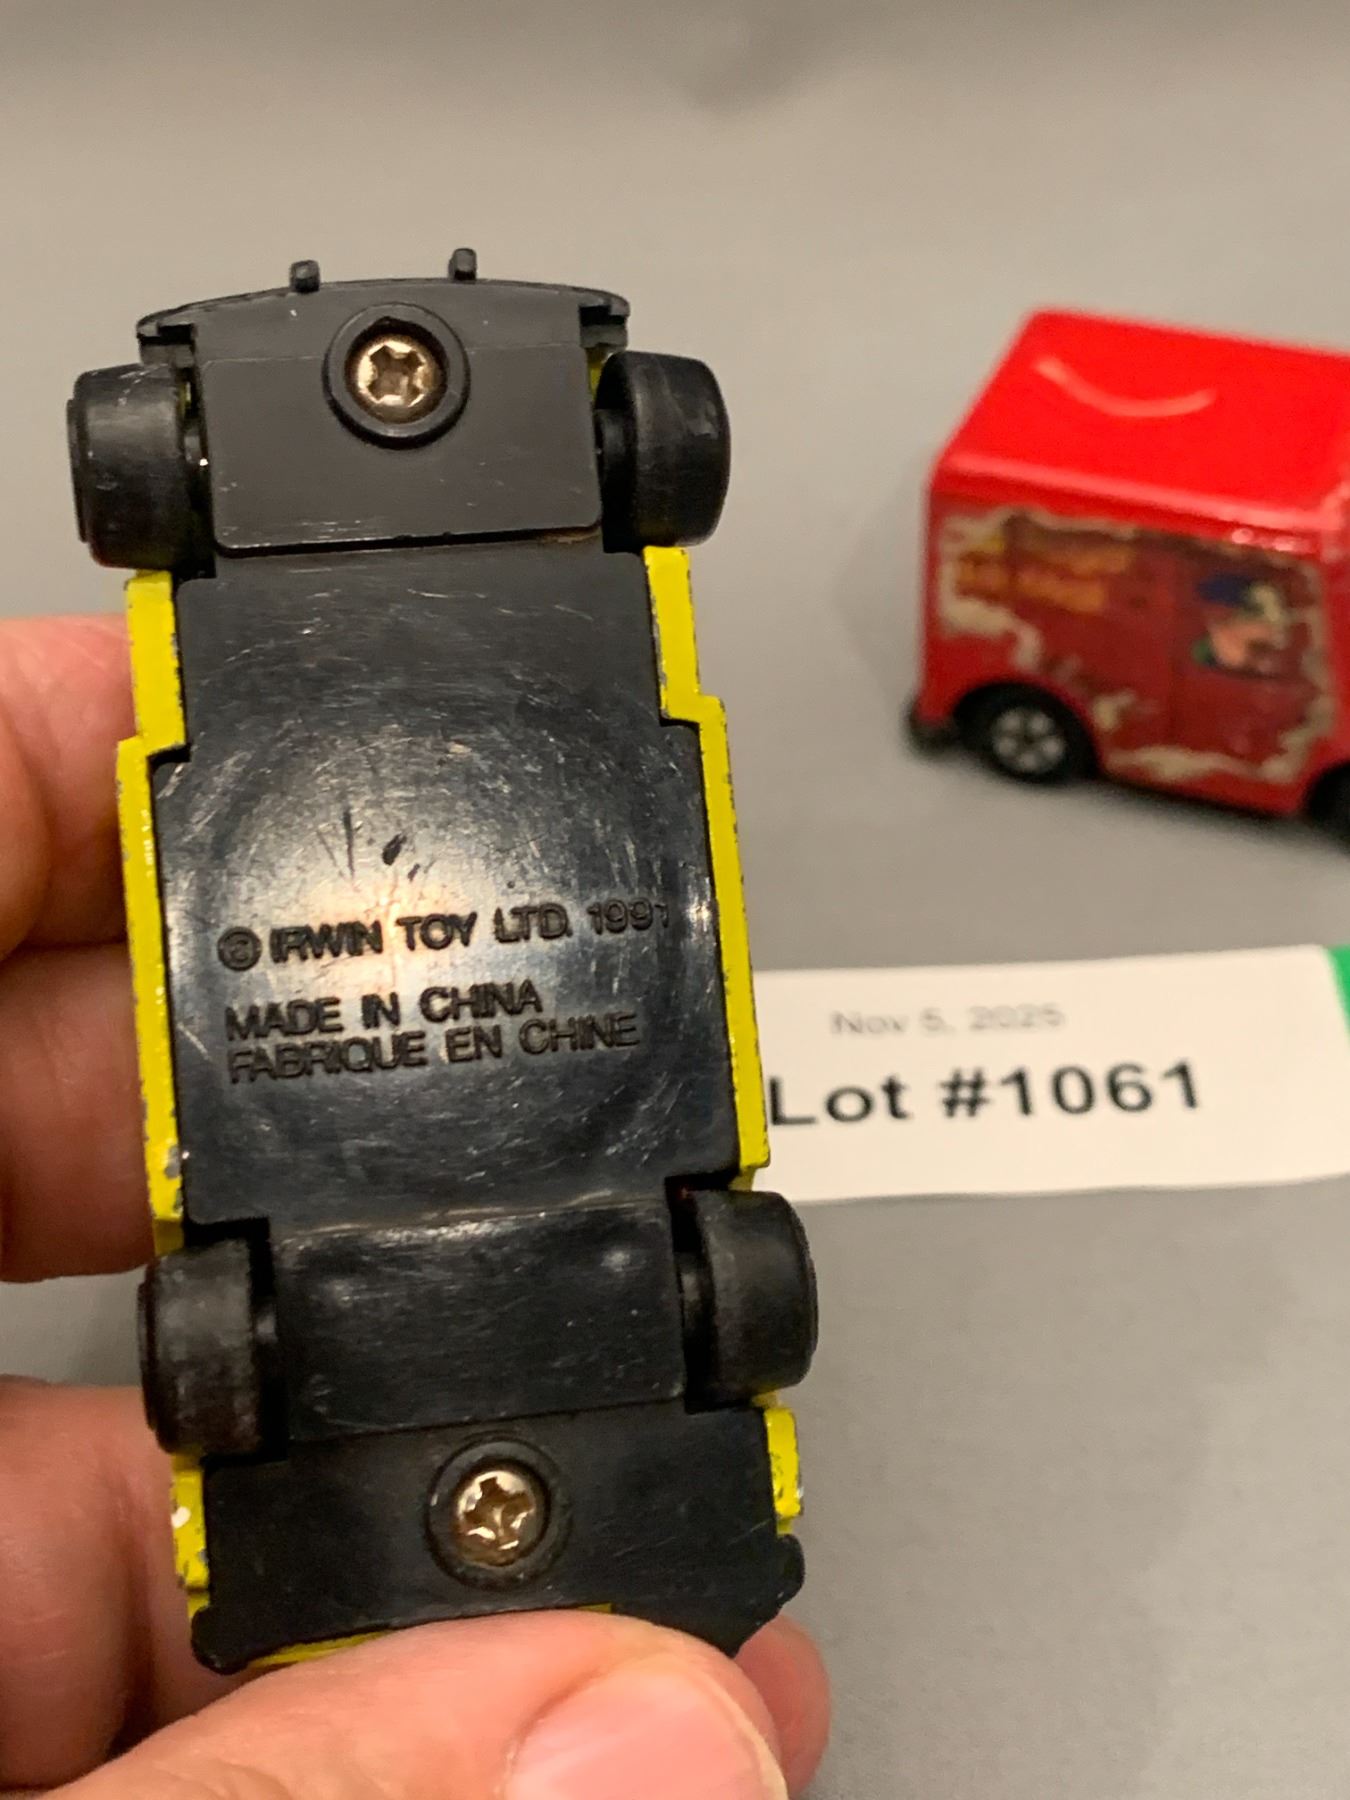 © IRWIN TOY LTD. 1991
MADE IN CHINA
FABRIQUE EN CHINE
Nov 5, 2025
Lot #1061